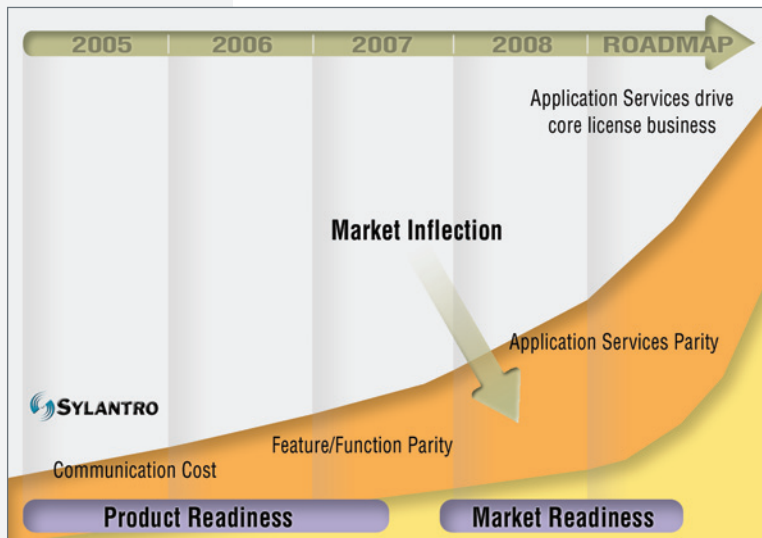 2005 2006 2007 2008 ROADMAP
Application Services drive
core license business
Market Inflection
Application Services Parity
SYLANTRO
Feature/Function Parity
Communication Cost
Product Readiness Market Readiness